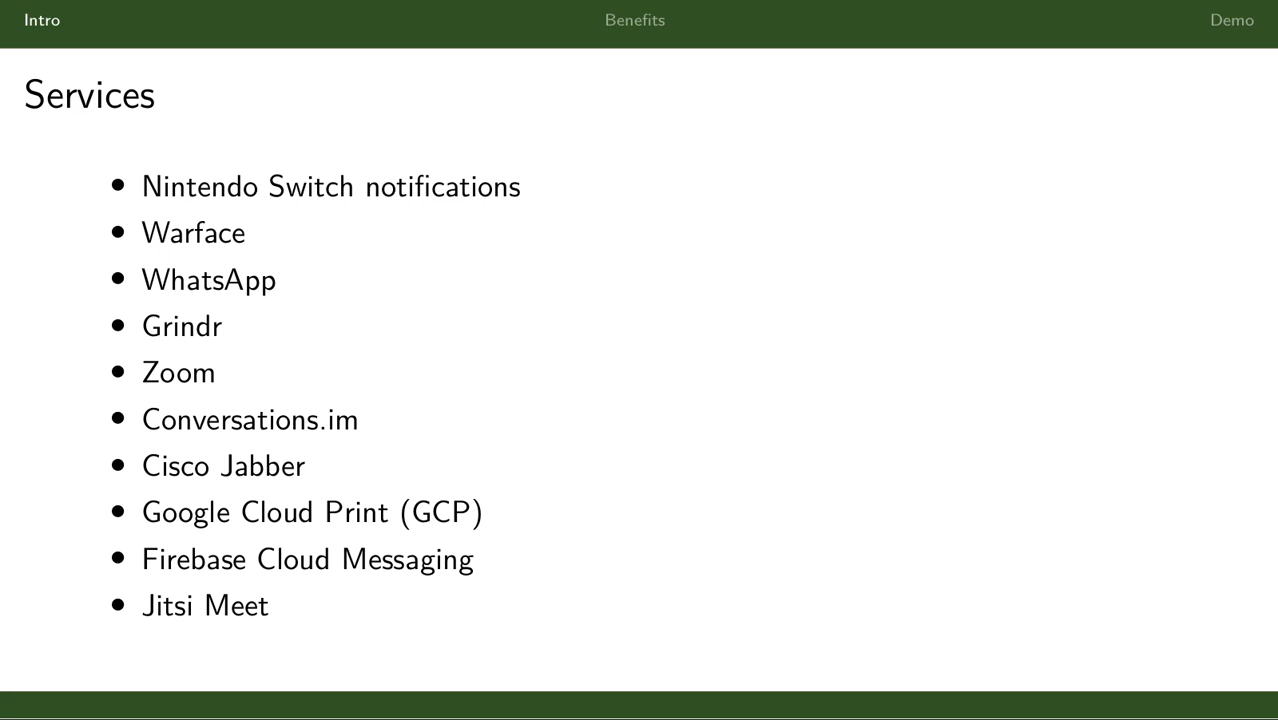 Intro Benefits Demo
Services
• Nintendo Switch notifications
• Warface
• WhatsApp
• Grindr
• Zoom
• Conversations.im
• Cisco Jabber
• Google Cloud Print (GCP)
• Firebase Cloud Messaging
• Jitsi Meet